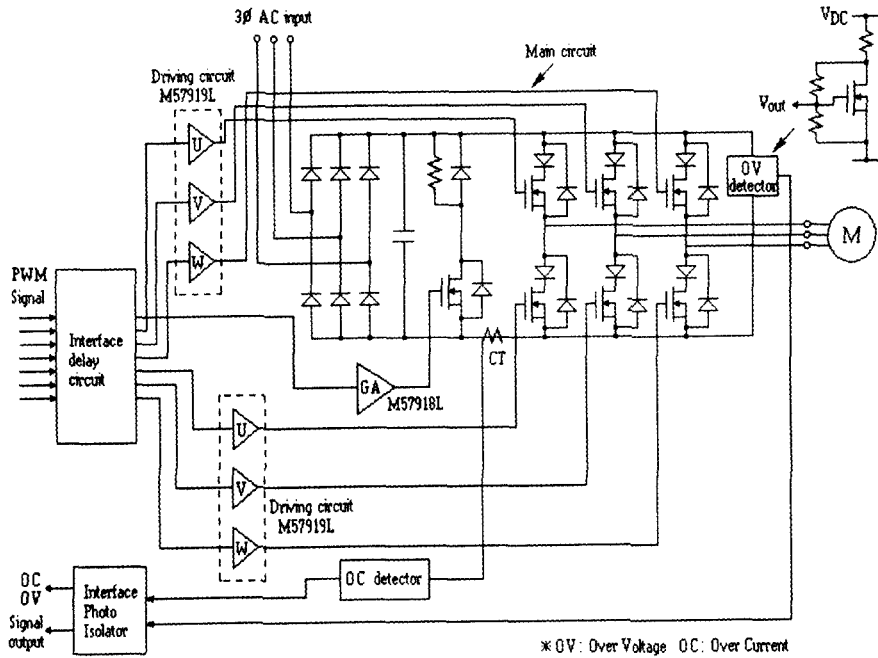 3Ø AC input
V DC
Main circuit
Driving circuit
M57919L
Vout
U
OV
detector
V
M
W
PWM
Signal
Interface
delay
circuit
CT
GA
M57918L
U
V
Driving circuit
M57919L
W
OC detector
OC
OV
Signal
output
Interface
Photo
Isolator
* OV: Over Voltage OC: Over Current